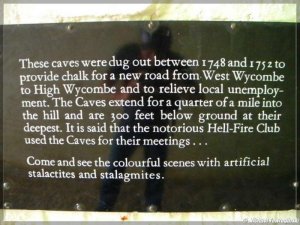 These caves were dug out between 1748 and 1752 to
provide chalk for a new road from West Wycombe
to High Wycombe and to relieve local unemploy-
ment. The Caves extend for a quarter of a mile into
the hill and are 300 feet below ground at their
deepest. It is said that the notorious Hell-Fire Club
used the Caves for their meetings . . .
Come and see the colourful scenes with artificial
stalactites and stalagmites.